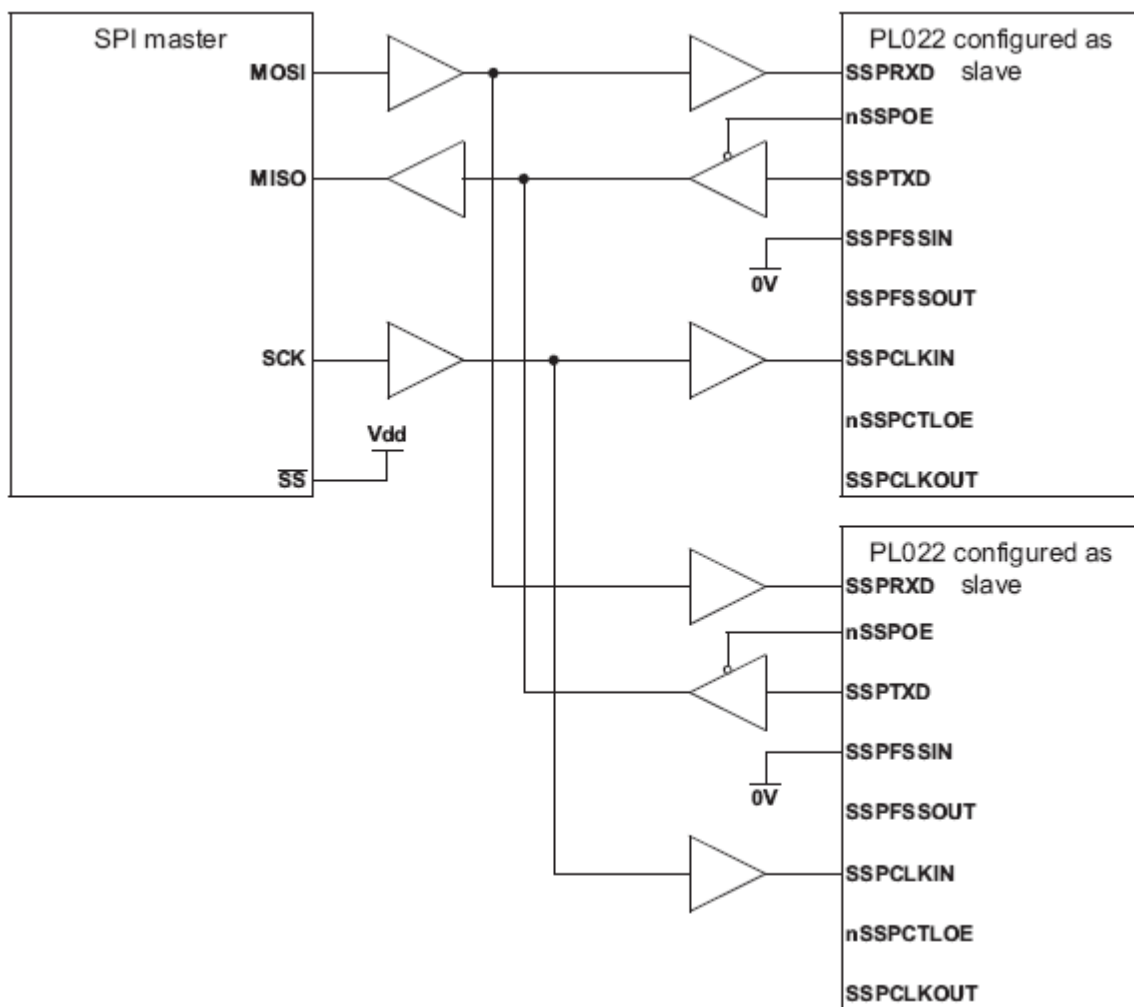 SPI master
MOSI
MISO
SCK
Vdd
SS
PL022 configured as
slave
SSPRXD
nSSPOE
SSPTXD
SSPFSSIN
0V
SSPFSSOUT
SSPCLKIN
nSSPCTLOE
SSPCLKOUT
PL022 configured as
slave
SSPRXD
nSSPOE
SSPTXD
SSPFSSIN
0V
SSPFSSOUT
SSPCLKIN
nSSPCTLOE
SSPCLKOUT